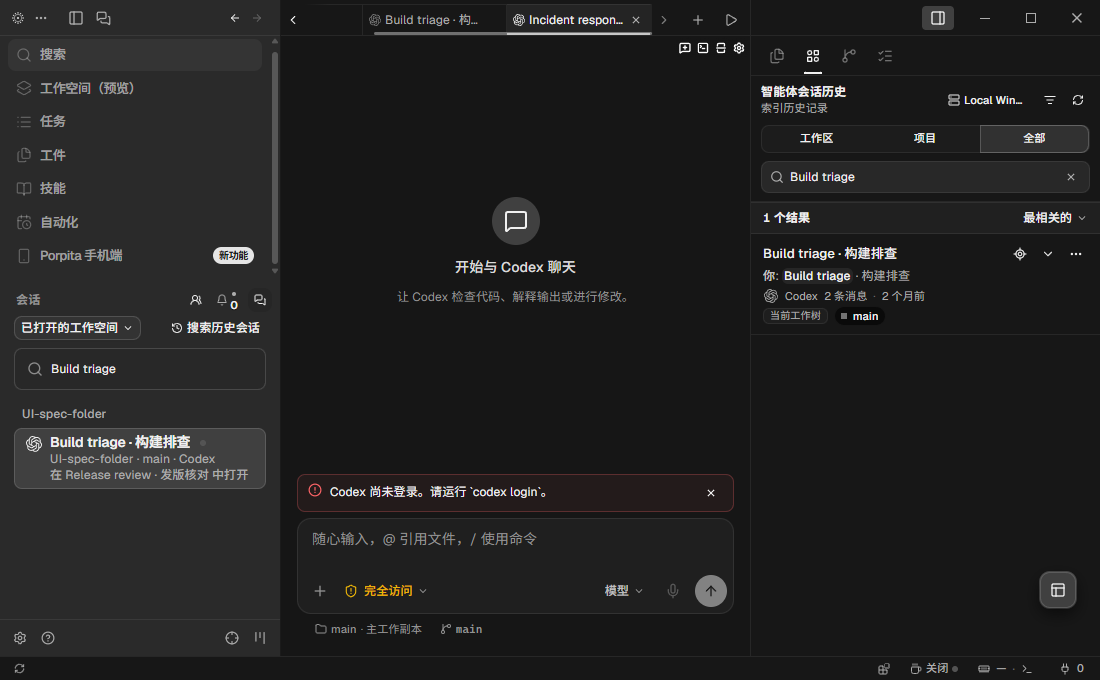 Build triage · 构...
Incident respon...
搜索
工作空间（预览）
任务
工件
技能
自动化
Porpita 手机端
新功能
会话
0
已打开的工作空间
搜索历史会话
Build triage
UI-spec-folder
Build triage · 构建排查
UI-spec-folder · main · Codex
在 Release review · 发版核对 中打开
开始与 Codex 聊天
让 Codex 检查代码、解释输出或进行修改。
Codex 尚未登录。请运行 `codex login`。
随心输入，@ 引用文件，/ 使用命令
完全访问
模型
main · 主工作副本
main
智能体会话历史
索引历史记录
Local Win...
工作区
项目
全部
Build triage
1 个结果
最相关的
Build triage · 构建排查
你: Build triage · 构建排查
Codex 2 条消息 · 2 个月前
当前工作树
main
关闭
0